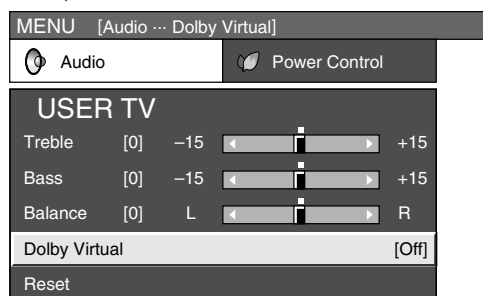 MENU [Audio ··· Dolby Virtual]
Audio Power Control
USER TV
Treble [0] –15 +15
Bass [0] –15 +15
Balance [0] L R
Dolby Virtual [Off]
Reset